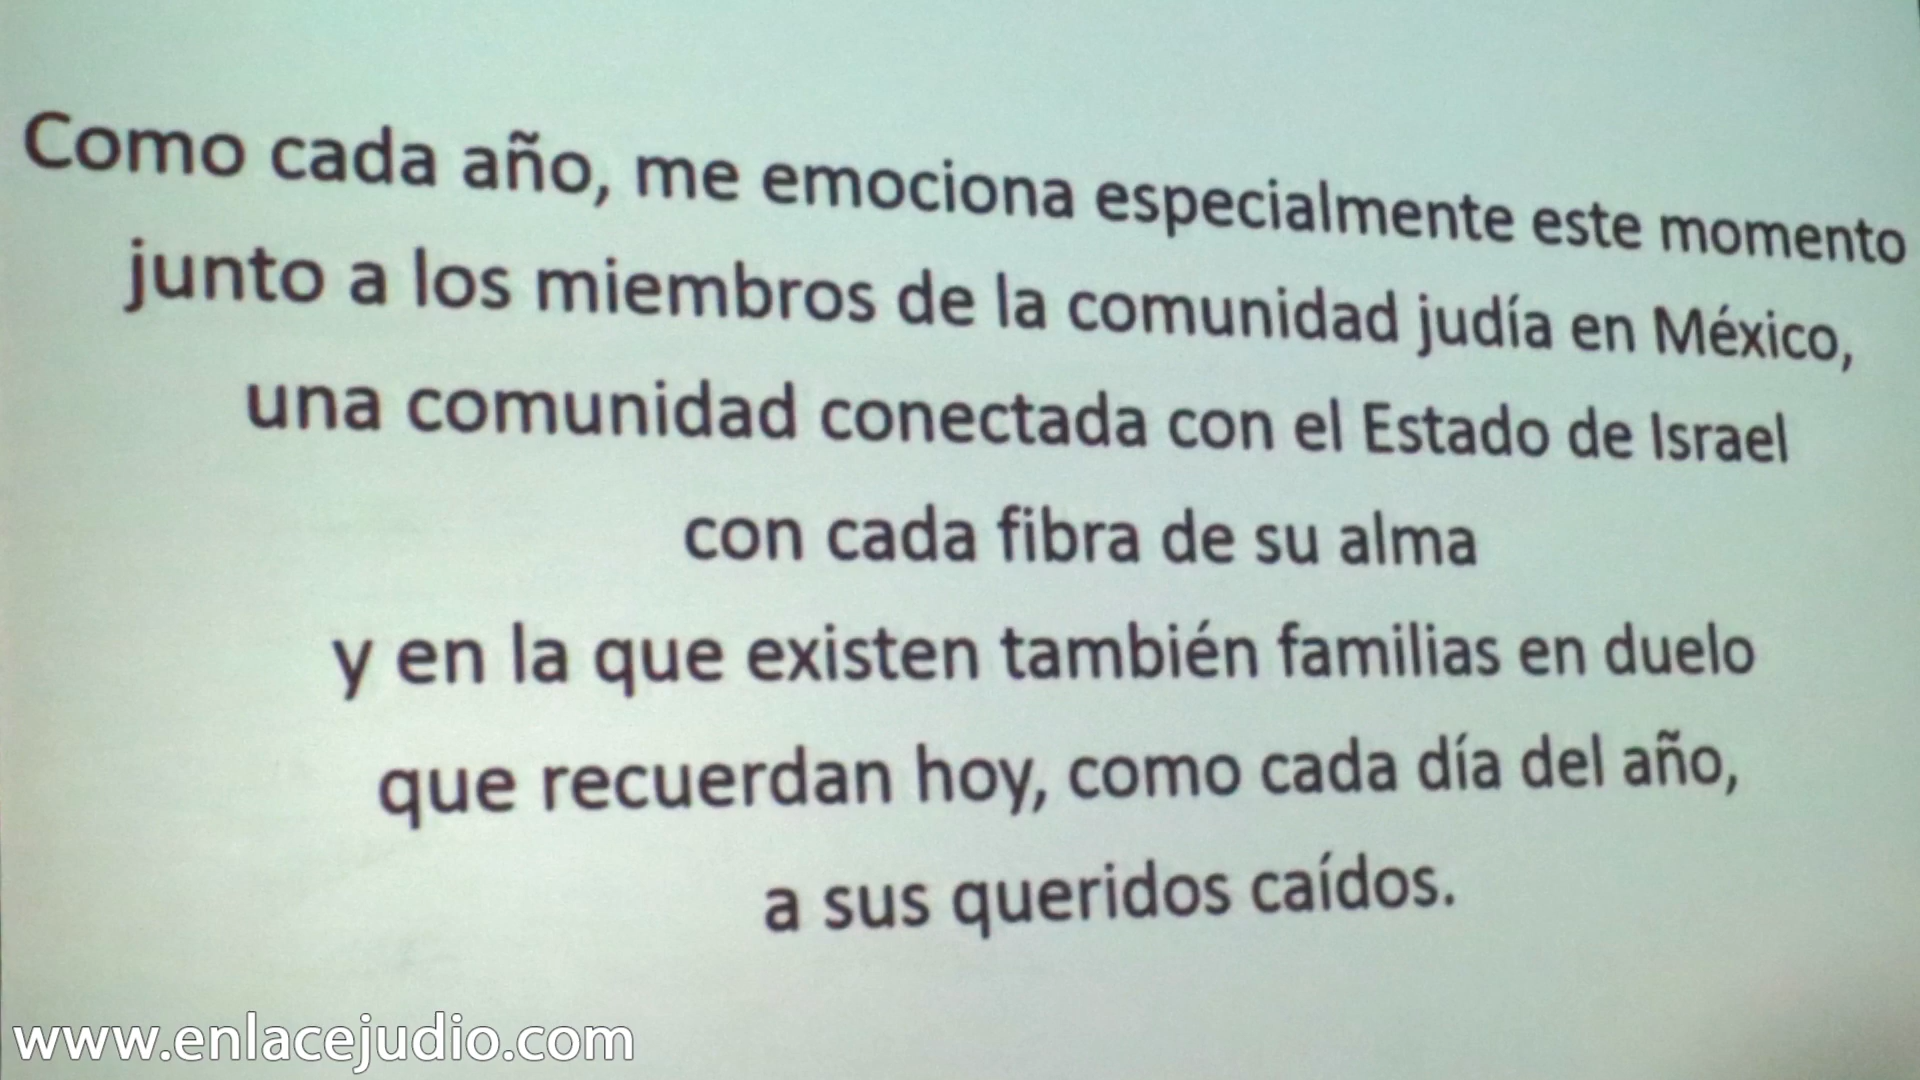 Como cada año, me emociona especialmente este momento
junto a los miembros de la comunidad judía en México,
una comunidad conectada con el Estado de Israel
con cada fibra de su alma
y en la que existen también familias en duelo
que recuerdan hoy, como cada día del año,
a sus queridos caídos.
www.enlacejudio.com